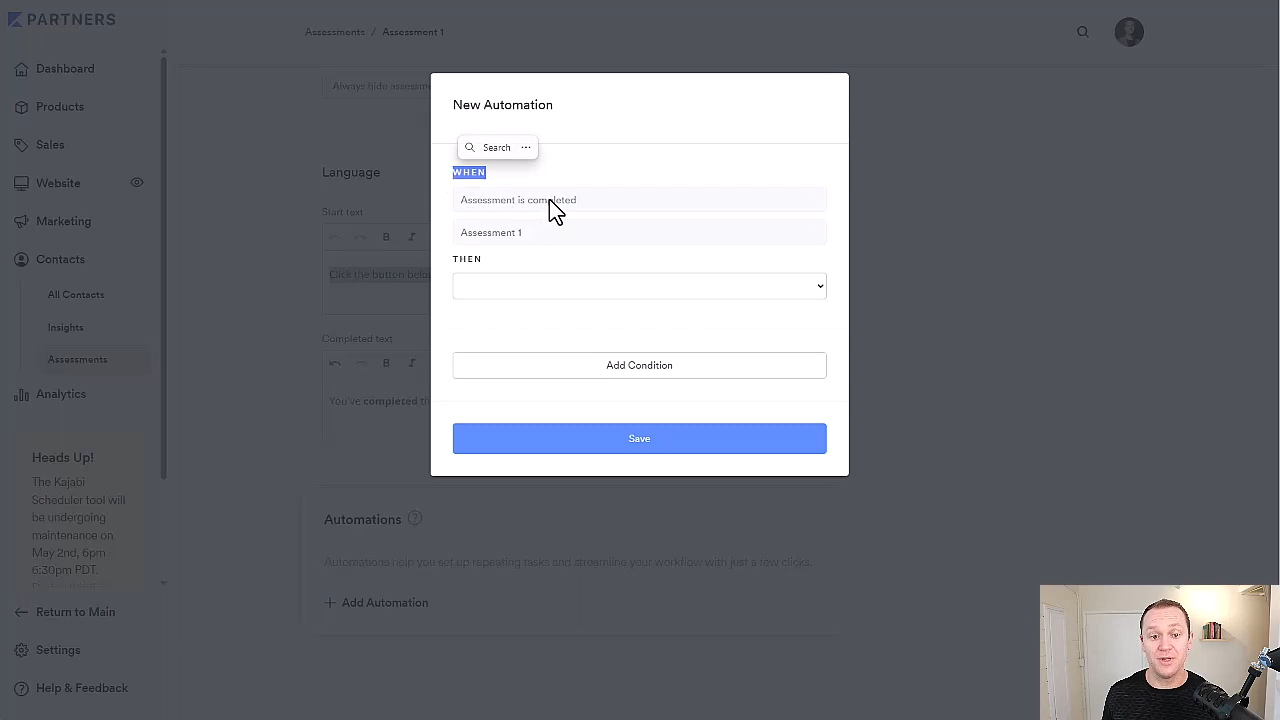 PARTNERS
Assessments / Assessment 1
Dashboard
Products
Sales
Website
Marketing
Contacts
All Contacts
Insights
Assessments
Analytics
Heads Up!
The Kajabi
Scheduler tool will
be undergoing
maintenance on
May 2nd, 6pm
6:30pm PDT.
Return to Main
Settings
Help & Feedback
Always hide assessm
Language
Start text
B I
Click the button below
Completed text
B I
You've completed th
Automations ?
Automations help you set up repeating tasks and streamline your workflow with just a few clicks.
+ Add Automation
New Automation
Search ···
WHEN
Assessment is completed
Assessment 1
THEN
Add Condition
Save